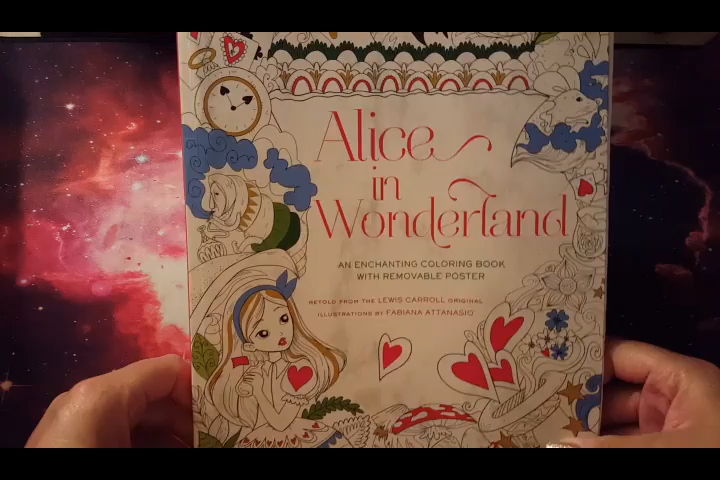 Alice
in
Wonderland
AN ENCHANTING COLORING BOOK
WITH REMOVABLE POSTER
RETOLD FROM THE LEWIS CARROLL ORIGINAL
ILLUSTRATIONS BY FABIANA ATTANASIO